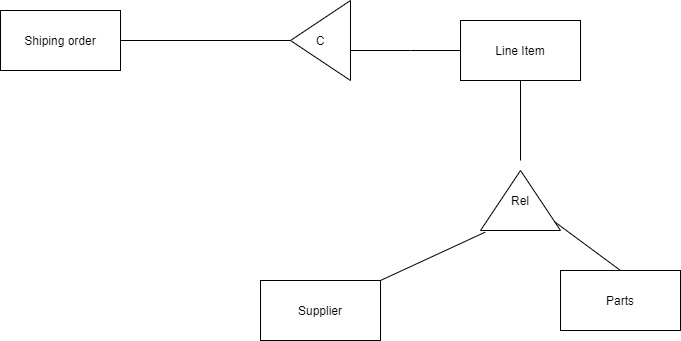 Shiping order
C
Line Item
Rel
Supplier
Parts